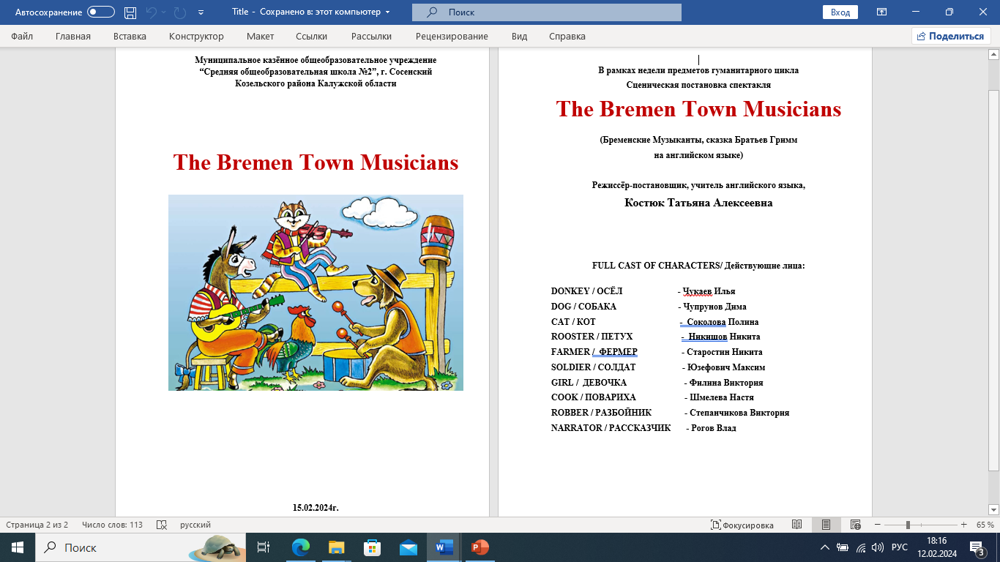 Автосохранение
Title - Сохранено в: этот компьютер
Поиск
Вход
Файл Главная Вставка Конструктор Макет Ссылки Рассылки Рецензирование Вид Справка Поделиться
Муниципальное казённое общеобразовательное учреждение
“Средняя общеобразовательная школа №2”, г. Сосенский
Козельского района Калужской области
The Bremen Town Musicians
15.02.2024г.
В рамках недели предметов гуманитарного цикла
Сценическая постановка спектакля
The Bremen Town Musicians
(Бременские Музыканты, сказка Братьев Гримм
на английском языке)
Режиссёр-постановщик, учитель английского языка,
Костюк Татьяна Алексеевна
FULL CAST OF CHARACTERS/ Действующие лица:
DONKEY / ОСЁЛ - Чукаев Илья
DOG / СОБАКА - Чупрунов Дима
CAT / КОТ - Соколова Полина
ROOSTER / ПЕТУХ - Никишов Никита
FARMER / ФЕРМЕР - Старостин Никита
SOLDIER / СОЛДАТ - Юзефович Максим
GIRL / ДЕВОЧКА - Филина Виктория
COOK / ПОВАРИХА - Шмелева Настя
ROBBER / РАЗБОЙНИК - Степанчикова Виктория
NARRATOR / РАССКАЗЧИК - Рогов Влад
Страница 2 из 2 Число слов: 113 русский Фокусировка 65 %
Поиск
W
P
РУС
18:16
12.02.2024
3